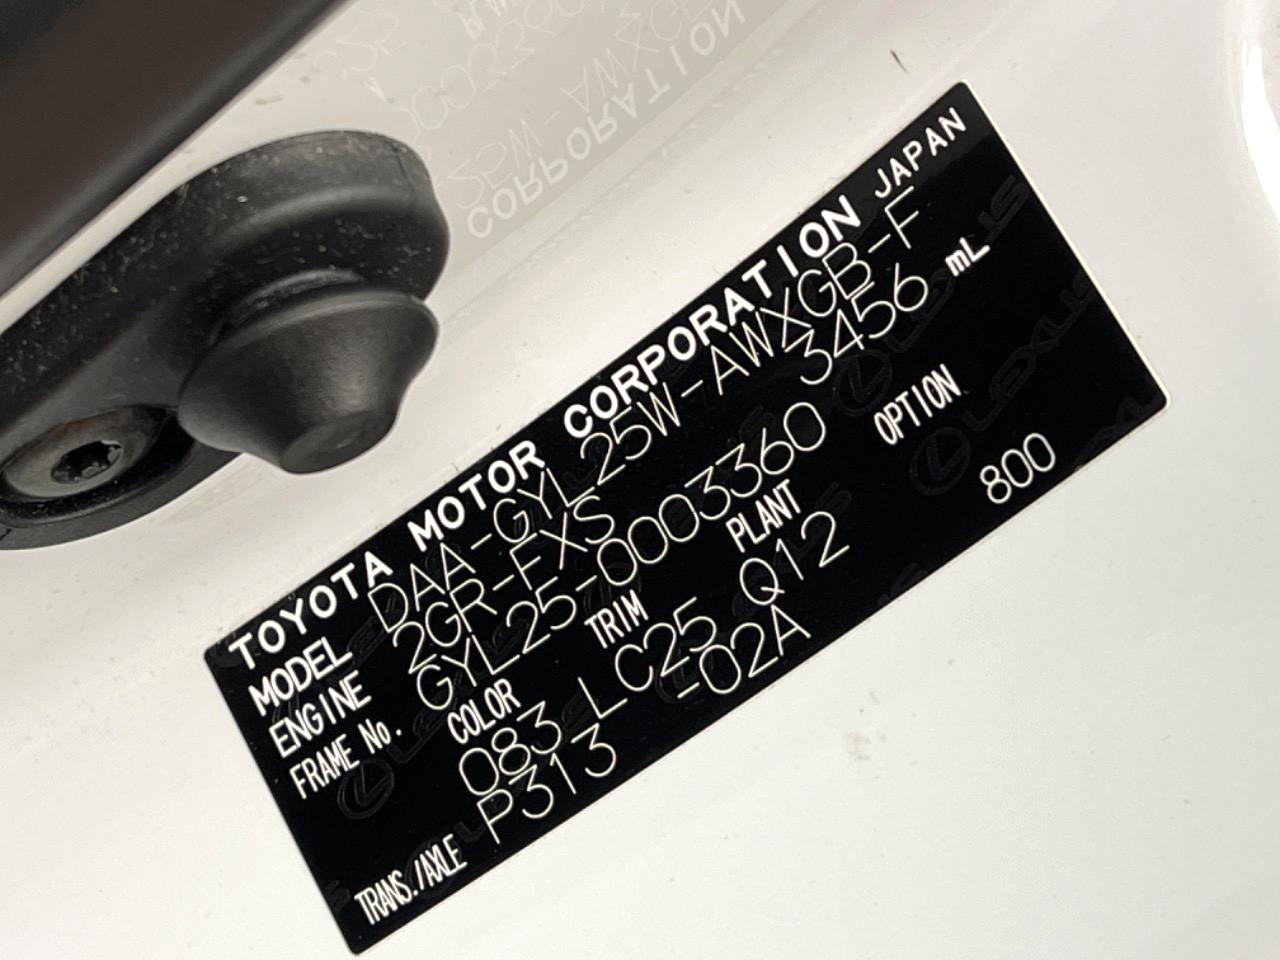 TOYOTA MOTOR CORPORATION JAPAN
MODEL DAA-GYL25W-AWXGB-F
ENGINE 2GR-FXS 3456 mL
FRAME No. GYL25-0003360
COLOR TRIM PLANT OPTION
083 LC25 Q12 800
TRANS./AXLE P313 -02A